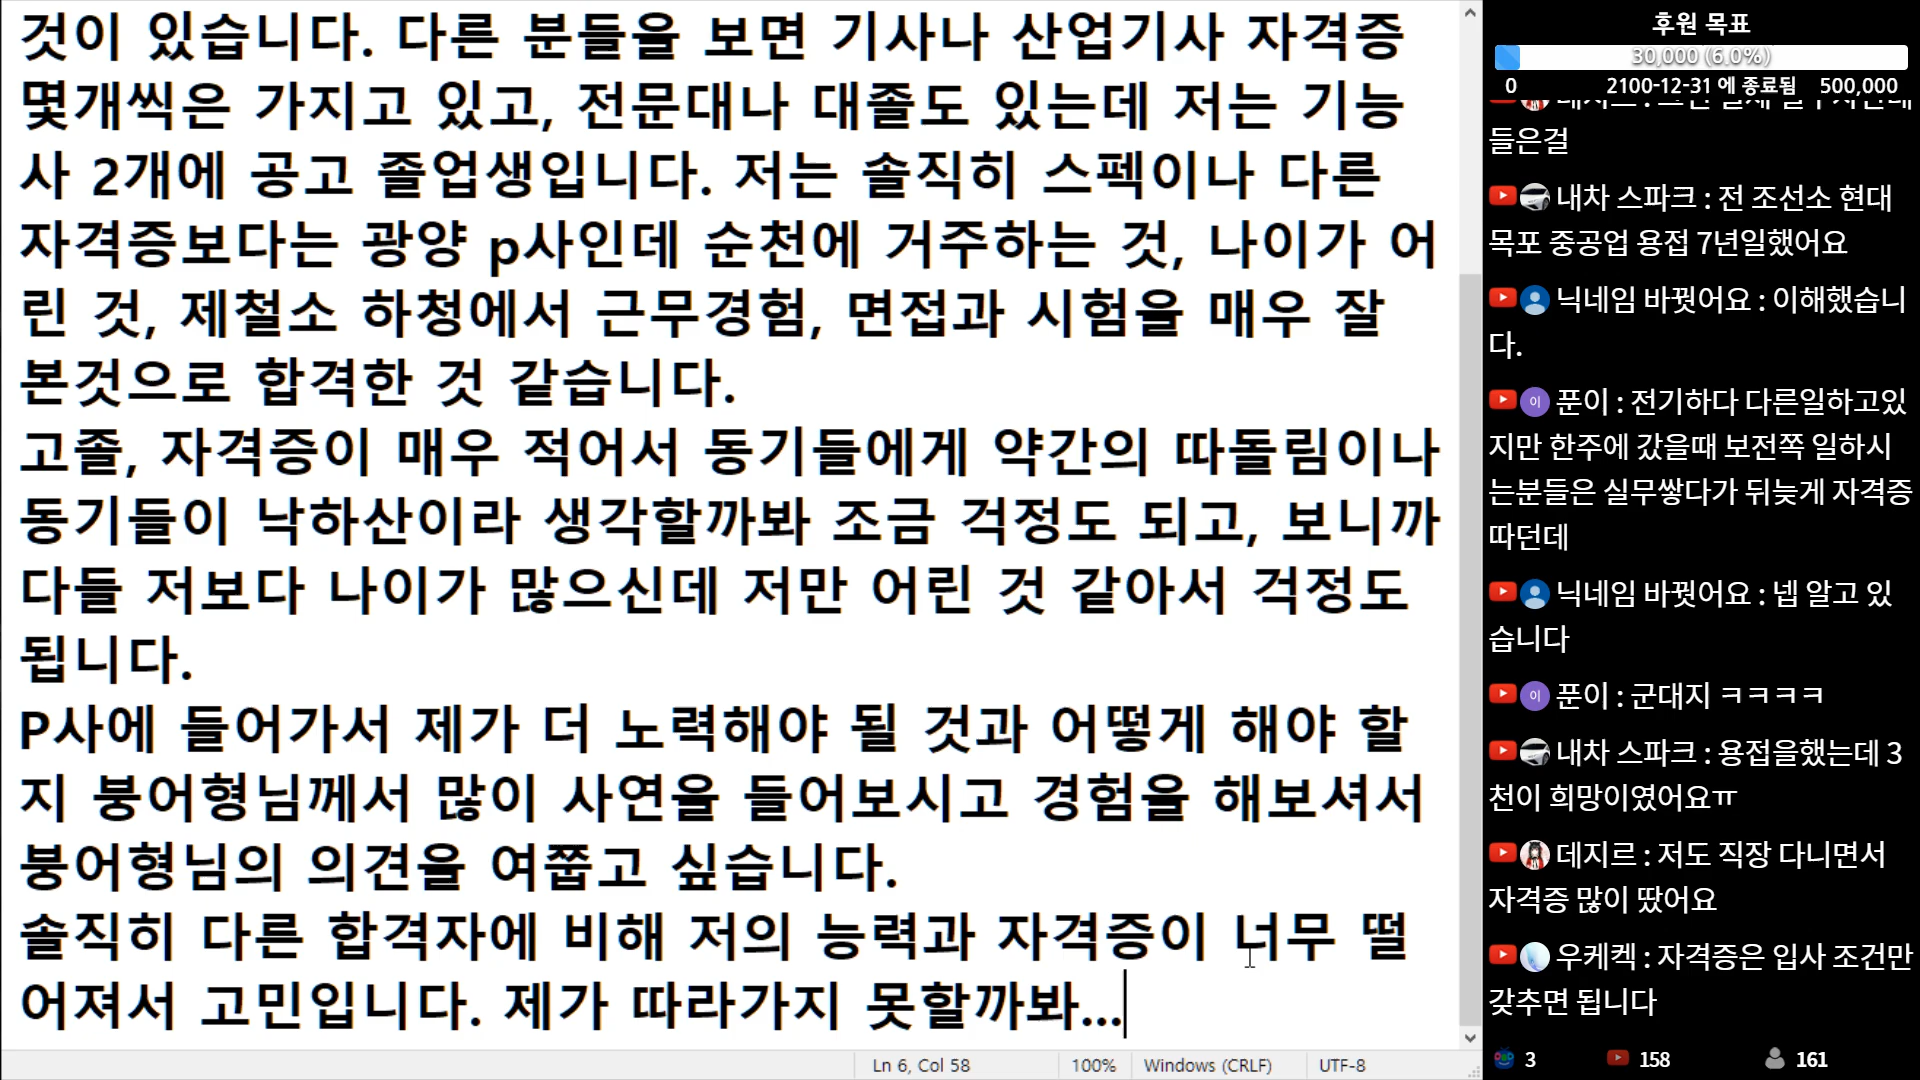 것이 있습니다. 다른 분들을 보면 기사나 산업기사 자격증
몇개씩은 가지고 있고, 전문대나 대졸도 있는데 저는 기능
사 2개에 공고 졸업생입니다. 저는 솔직히 스펙이나 다른
자격증보다는 광양 p사인데 순천에 거주하는 것, 나이가 어
린 것, 제철소 하청에서 근무경험, 면접과 시험을 매우 잘
본것으로 합격한 것 같습니다.
고졸, 자격증이 매우 적어서 동기들에게 약간의 따돌림이나
동기들이 낙하산이라 생각할까봐 조금 걱정도 되고, 보니까
다들 저보다 나이가 많으신데 저만 어린 것 같아서 걱정도
됩니다.
P사에 들어가서 제가 더 노력해야 될 것과 어떻게 해야 할
지 붕어형님께서 많이 사연을 들어보시고 경험을 해보셔서
붕어형님의 의견을 여쭙고 싶습니다.
솔직히 다른 합격자에 비해 저의 능력과 자격증이 너무 떨
어져서 고민입니다. 제가 따라가지 못할까봐...
Ln 6, Col 58
100%
Windows (CRLF)
UTF-8
후원 목표
30,000 (6.0%)
0 2100-12-31 에 종료됨 500,000
들은걸
내차 스파크 : 전 조선소 현대
목포 중공업 용접 7년일했어요
닉네임 바꿧어요 : 이해했습니
다.
이 푼이 : 전기하다 다른일하고있
지만 한주에 갔을때 보전쪽 일하시
는분들은 실무쌓다가 뒤늦게 자격증
따던데
닉네임 바꿧어요 : 넵 알고 있
습니다
이 푼이 : 군대지 ㅋㅋㅋㅋ
내차 스파크 : 용접을했는데 3
천이 희망이였어요ㅠ
데지르 : 저도 직장 다니면서
자격증 많이 땄어요
우케켁 : 자격증은 입사 조건만
갖추면 됩니다
3 158 161